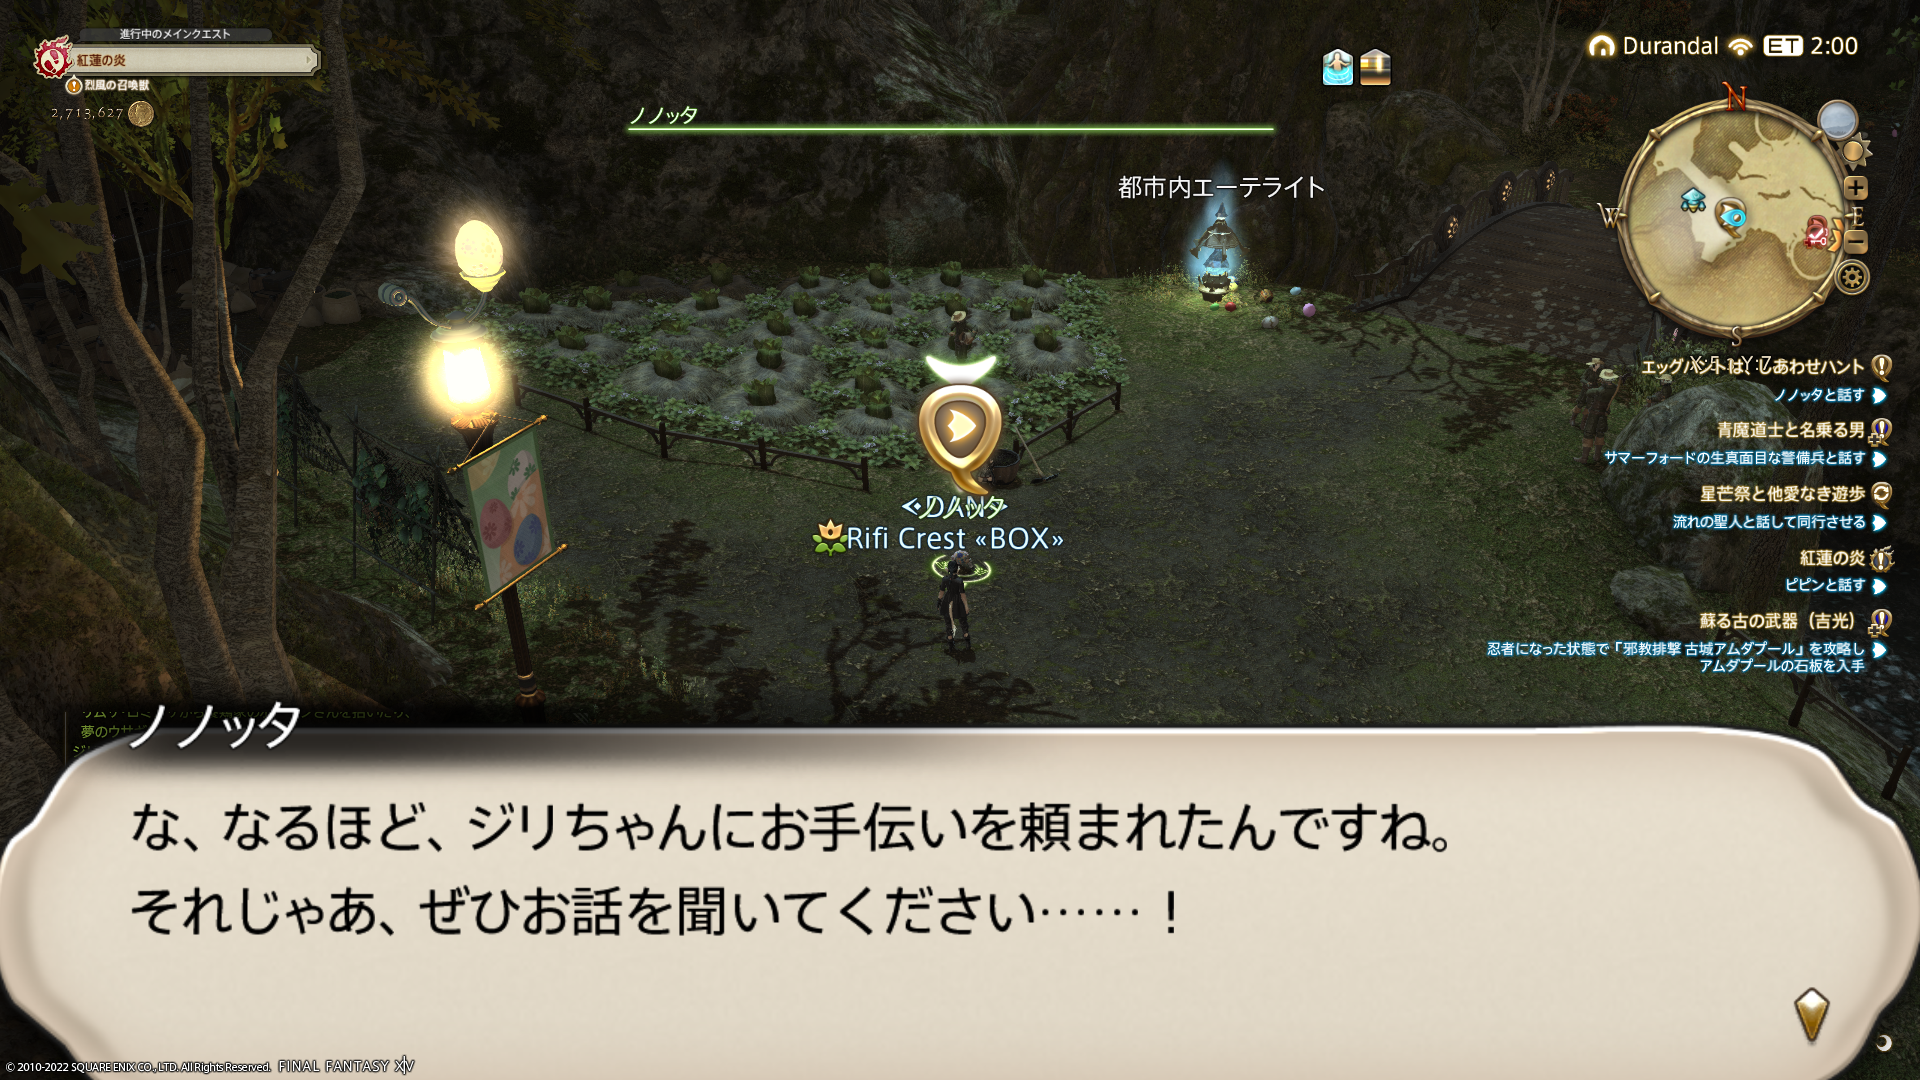 進行中のメインクエスト
紅蓮の炎
烈風の召喚獣
2,713,627
Durandal ET 2:00
ノノッタ
都市内エーテライト
N
W
E
S
エッグハントは、しあわせハント
ノノッタと話す
青魔道士と名乗る男
サマーフォードの生真面目な警備兵と話す
星芒祭と他愛なき遊歩
流れの聖人と話して同行させる
紅蓮の炎
ピピンと話す
蘇る古の武器（吉光）
忍者になった状態で「邪教排撃 古城アムダプール」を攻略し
アムダプールの石板を入手
Rifi Crest «BOX»
夢のウサ
ノノッタ
な、なるほど、ジリちゃんにお手伝いを頼まれたんですね。
それじゃあ、ぜひお話を聞いてください……！
© 2010-2022 SQUARE ENIX CO., LTD. All Rights Reserved. FINAL FANTASY XIV